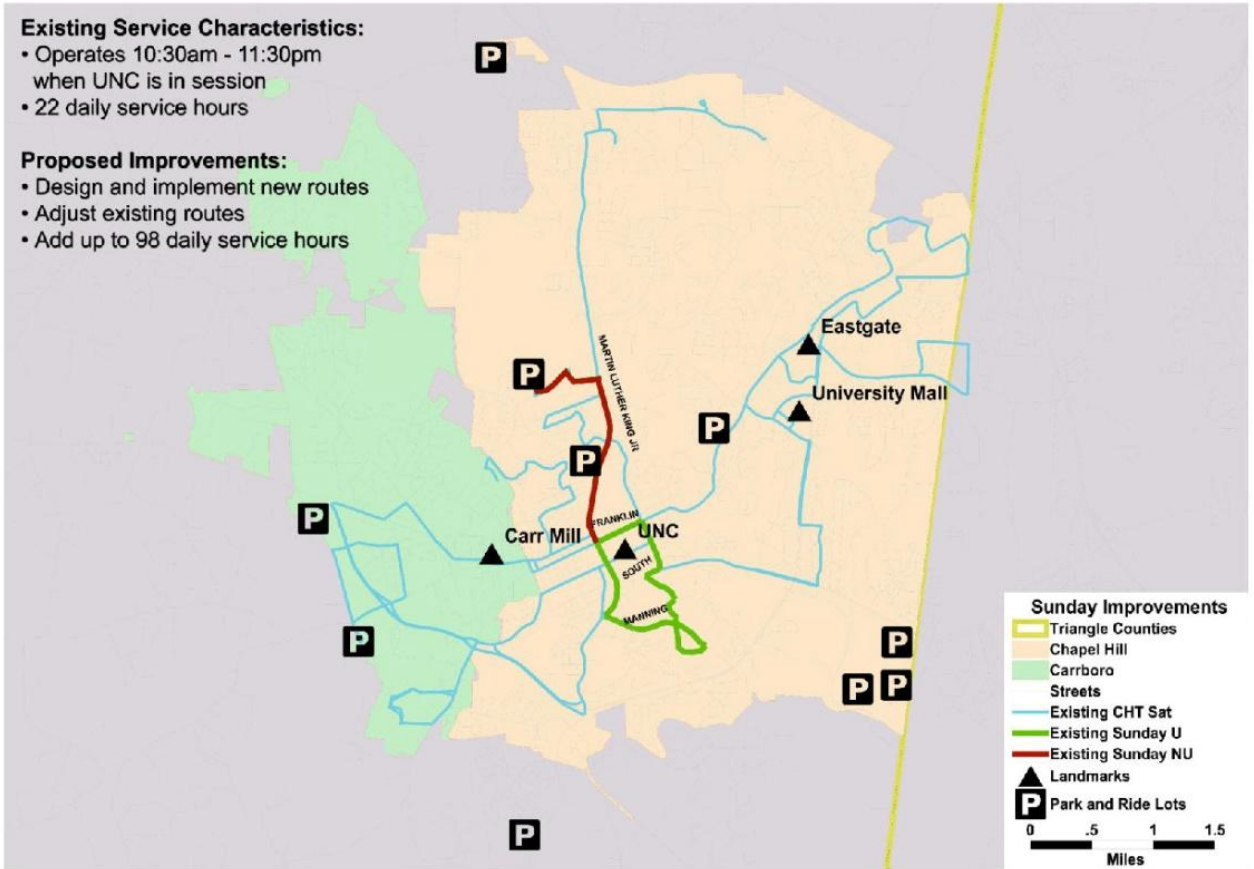 Existing Service Characteristics:
• Operates 10:30am - 11:30pm
when UNC is in session
• 22 daily service hours
Proposed Improvements:
• Design and implement new routes
• Adjust existing routes
• Add up to 98 daily service hours
P
Eastgate
MARTIN LUTHER KING JR
P
University Mall
P
P
P
FRANKLIN
Carr Mill
UNC
SOUTH
MANNING
P
P
P
P
P
Sunday Improvements
Triangle Counties
Chapel Hill
Carrboro
Streets
Existing CHT Sat
Existing Sunday U
Existing Sunday NU
Landmarks
P Park and Ride Lots
0 .5 1 1.5
Miles